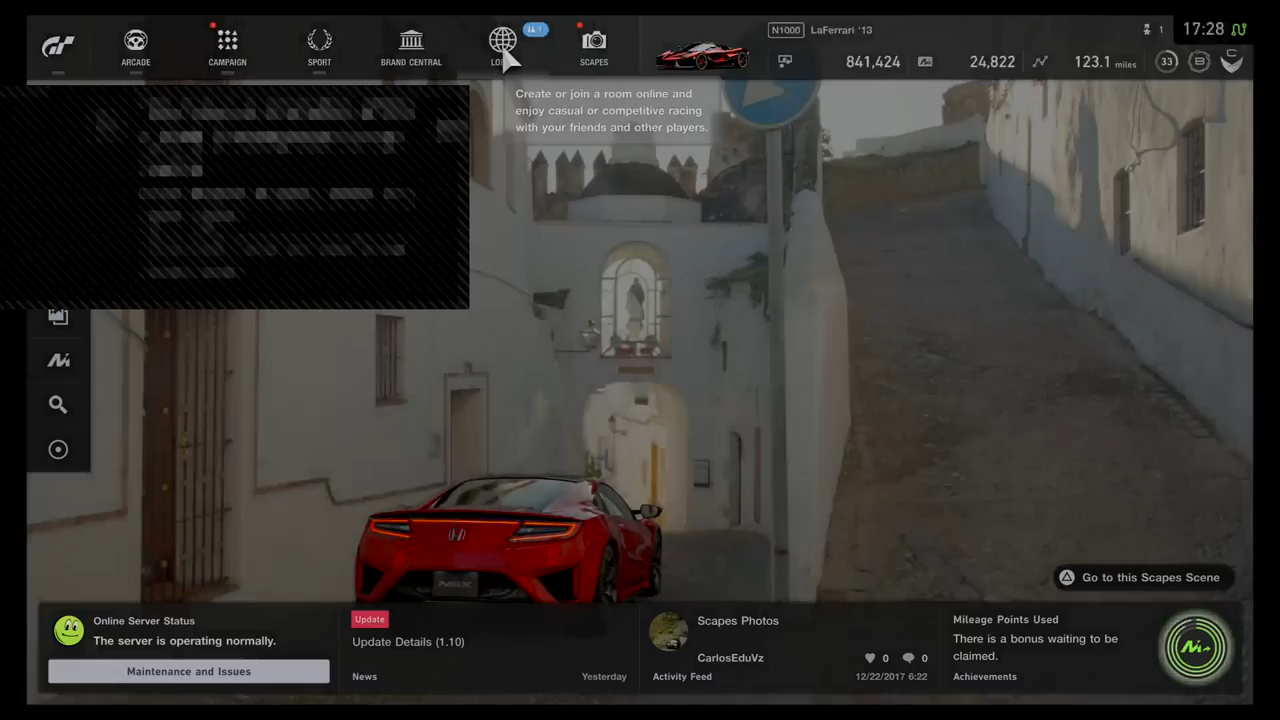 N1000 LaFerrari '13
1
17:28
ARCADE
CAMPAIGN
SPORT
BRAND CENTRAL
SCAPES
841,424
24,822
123.1 miles
33
B
Create or join a room online and
enjoy casual or competitive racing
with your friends and other players.
NSX
Go to this Scapes Scene
Online Server Status
The server is operating normally.
Maintenance and Issues
Update
Update Details (1.10)
News
Yesterday
Scapes Photos
CarlosEduVz
0
0
Activity Feed
12/22/2017 6:22
Mileage Points Used
There is a bonus waiting to be
claimed.
Achievements